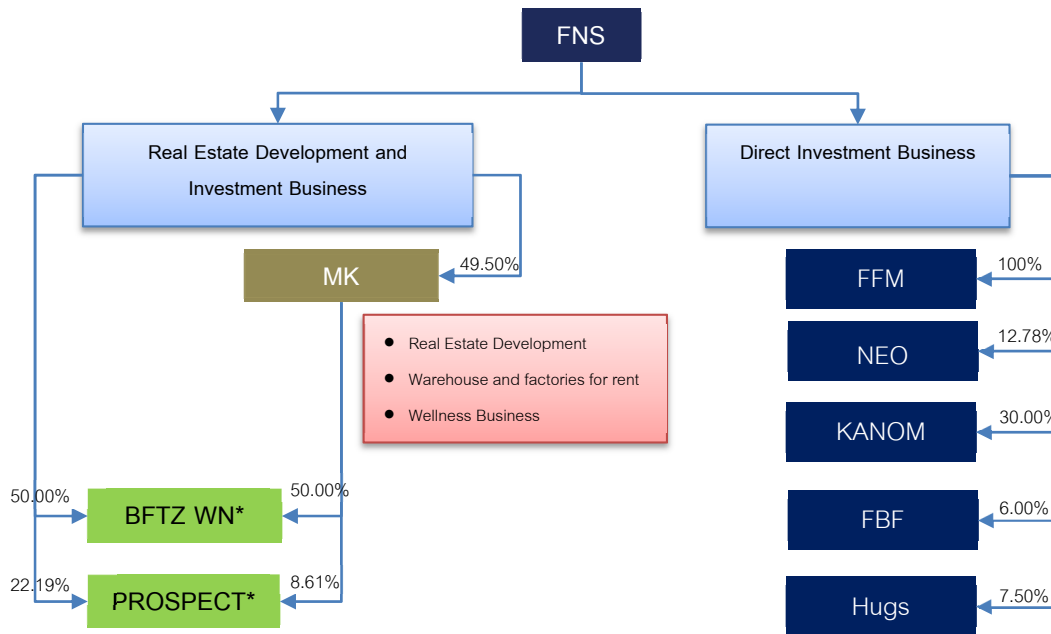 FNS
Real Estate Development and
Investment Business
Direct Investment Business
MK
49.50%
● Real Estate Development
● Warehouse and factories for rent
● Wellness Business
50.00%
BFTZ WN*
50.00%
22.19%
PROSPECT*
8.61%
FFM
100%
NEO
12.78%
KANOM
30.00%
FBF
6.00%
Hugs
7.50%